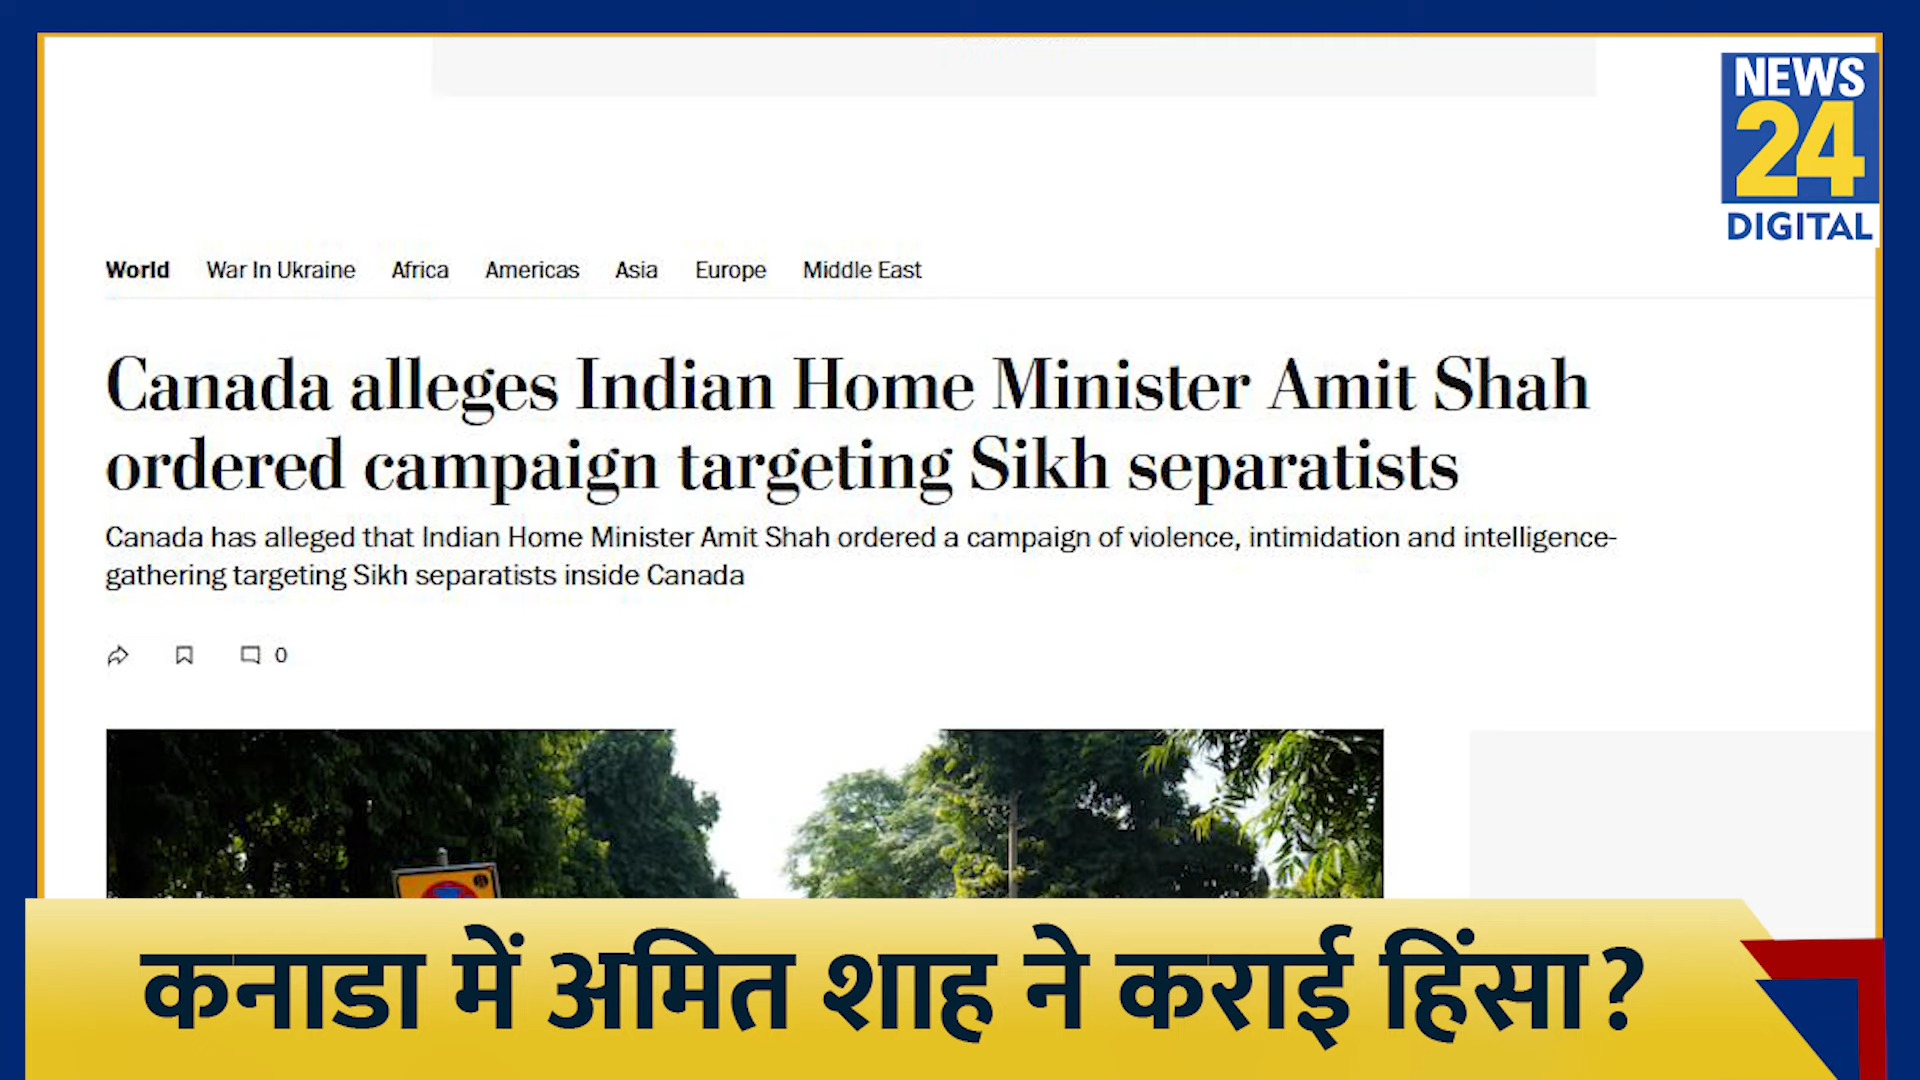 NEWS
24
DIGITAL
World War In Ukraine Africa Americas Asia Europe Middle East
Canada alleges Indian Home Minister Amit Shah
ordered campaign targeting Sikh separatists
Canada has alleged that Indian Home Minister Amit Shah ordered a campaign of violence, intimidation and intelligence-
gathering targeting Sikh separatists inside Canada
0
कनाडा में अमित शाह ने कराई हिंसा?